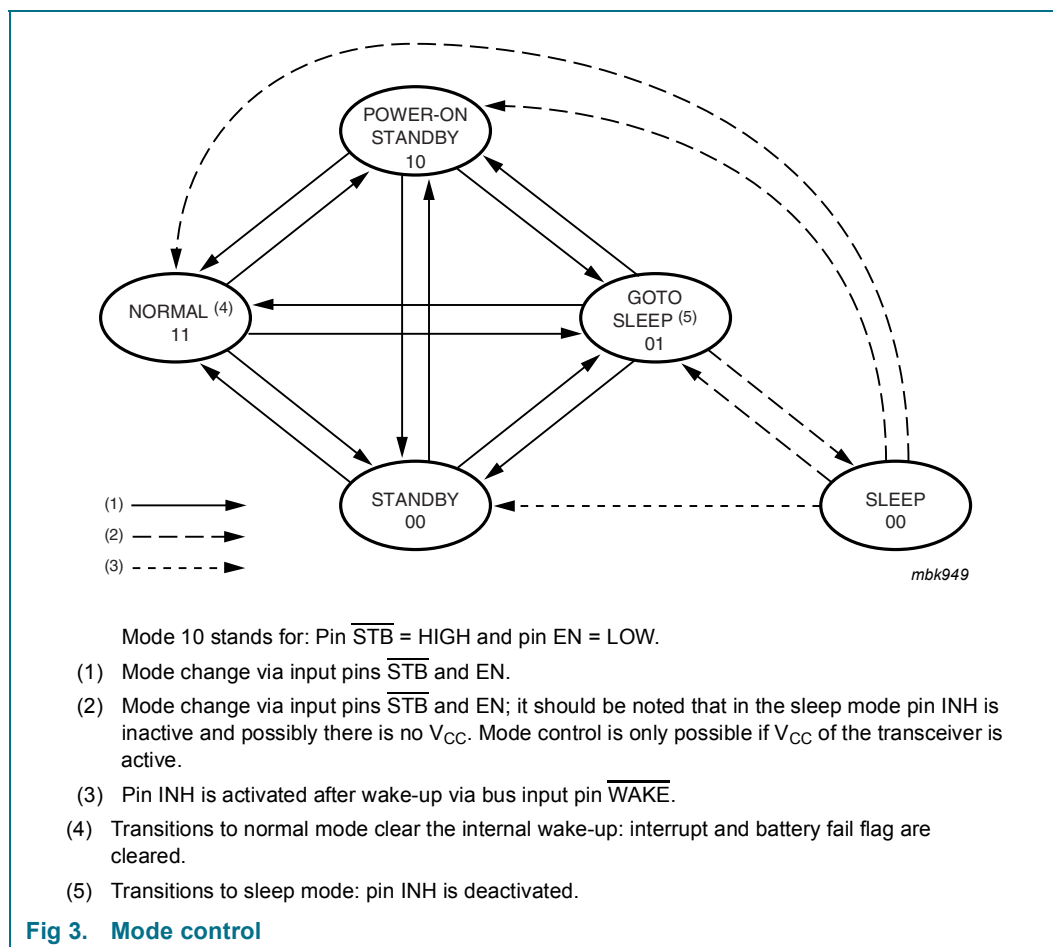 POWER-ON
STANDBY
10
NORMAL (4)
11
GOTO
SLEEP (5)
01
STANDBY
00
SLEEP
00
(1)
(2)
(3)
mbk949
Mode 10 stands for: Pin STB = HIGH and pin EN = LOW.
(1) Mode change via input pins STB and EN.
(2) Mode change via input pins STB and EN; it should be noted that in the sleep mode pin INH is
inactive and possibly there is no VCC. Mode control is only possible if VCC of the transceiver is
active.
(3) Pin INH is activated after wake-up via bus input pin WAKE.
(4) Transitions to normal mode clear the internal wake-up: interrupt and battery fail flag are
cleared.
(5) Transitions to sleep mode: pin INH is deactivated.
Fig 3. Mode control